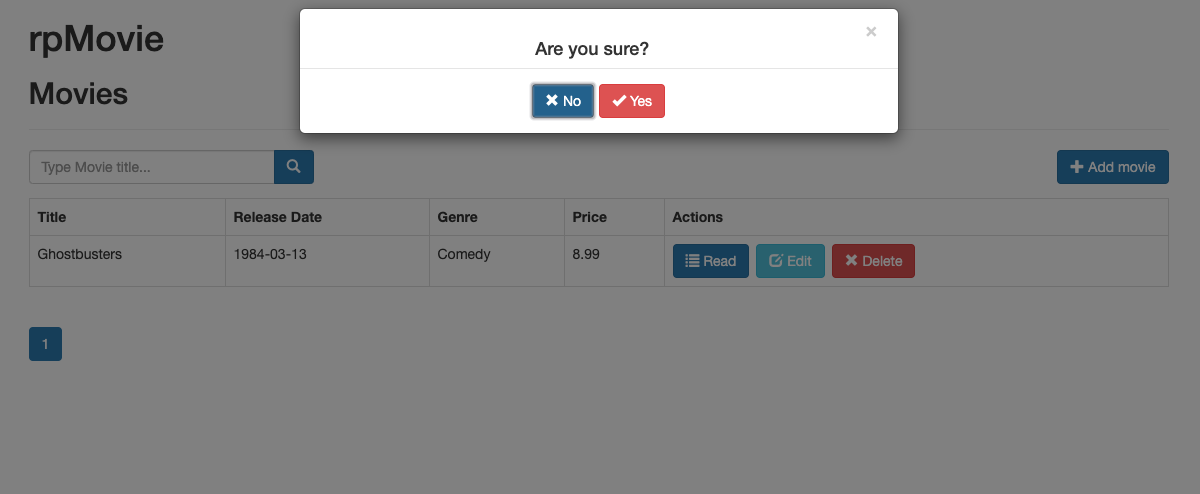 rpMovie
Movies
×
Are you sure?
No Yes
Type Movie title...
Add movie
Title Release Date Genre Price Actions
Ghostbusters 1984-03-13 Comedy 8.99 Read Edit Delete
1